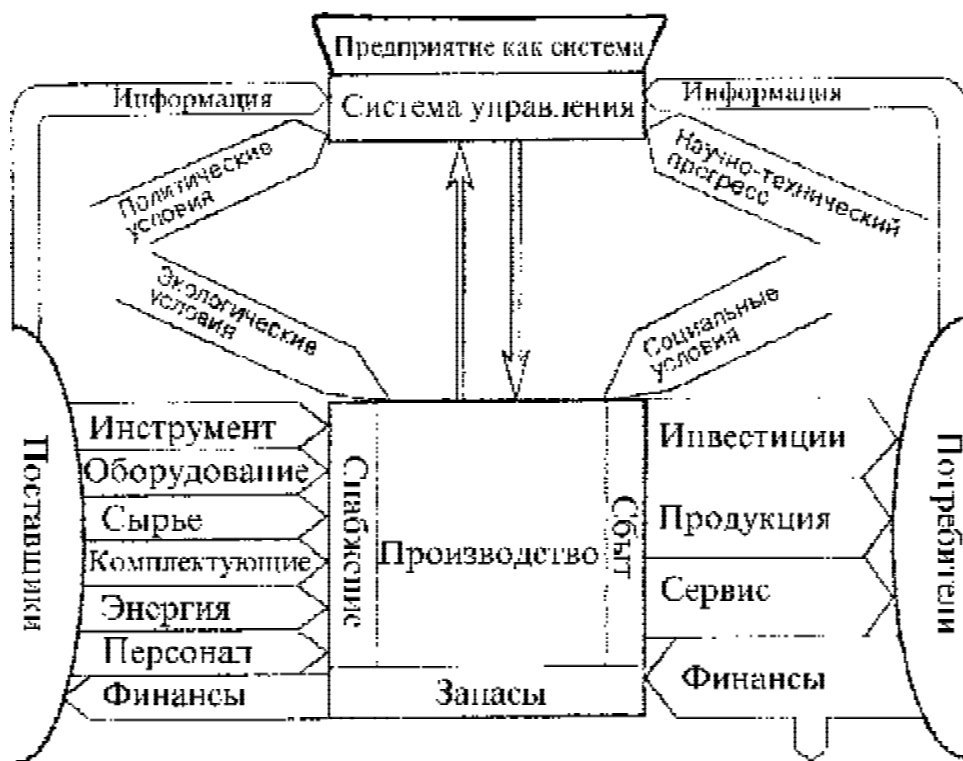 Предприятие как система
Информация
Система управления
Информация
Политические
условия
Научно-технический
прогресс
Экологические
условия
Социальные
условия
Поставщики
Инструмент
Оборудование
Сырье
Комплектующие
Энергия
Персонал
Финансы
Снабжение
Производство
Сбыт
Запасы
Инвестиции
Продукция
Сервис
Финансы
Потребители